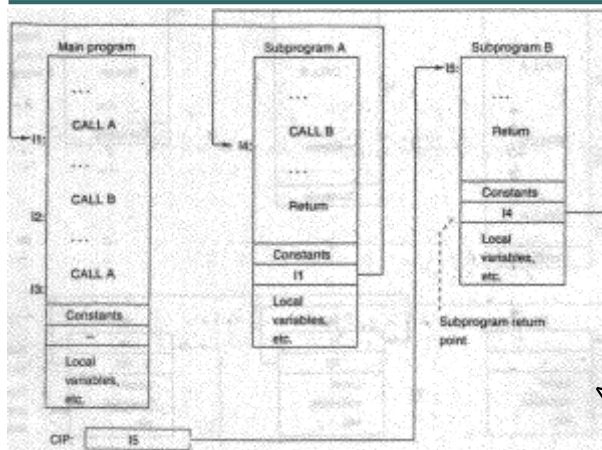 Main program
...
CALL A
I1:
...
CALL B
I2:
...
CALL A
I3:
Constants
—
Local
variables,
etc.
Subprogram A
...
CALL B
I4:
...
Return
Constants
I1
Local
variables,
etc.
Subprogram B
I5:
...
Return
Constants
I4
Local
variables,
etc.
Subprogram return
point
CIP:
I5